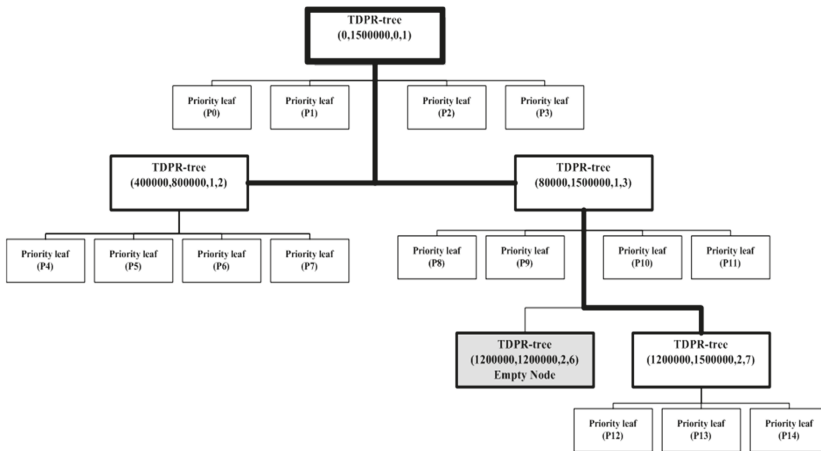 TDPR-tree
(0,1500000,0,1)
Priority leaf
(P0)
Priority leaf
(P1)
Priority leaf
(P2)
Priority leaf
(P3)
TDPR-tree
(400000,800000,1,2)
TDPR-tree
(80000,1500000,1,3)
Priority leaf
(P4)
Priority leaf
(P5)
Priority leaf
(P6)
Priority leaf
(P7)
Priority leaf
(P8)
Priority leaf
(P9)
Priority leaf
(P10)
Priority leaf
(P11)
TDPR-tree
(1200000,1200000,2,6)
Empty Node
TDPR-tree
(1200000,1500000,2,7)
Priority leaf
(P12)
Priority leaf
(P13)
Priority leaf
(P14)